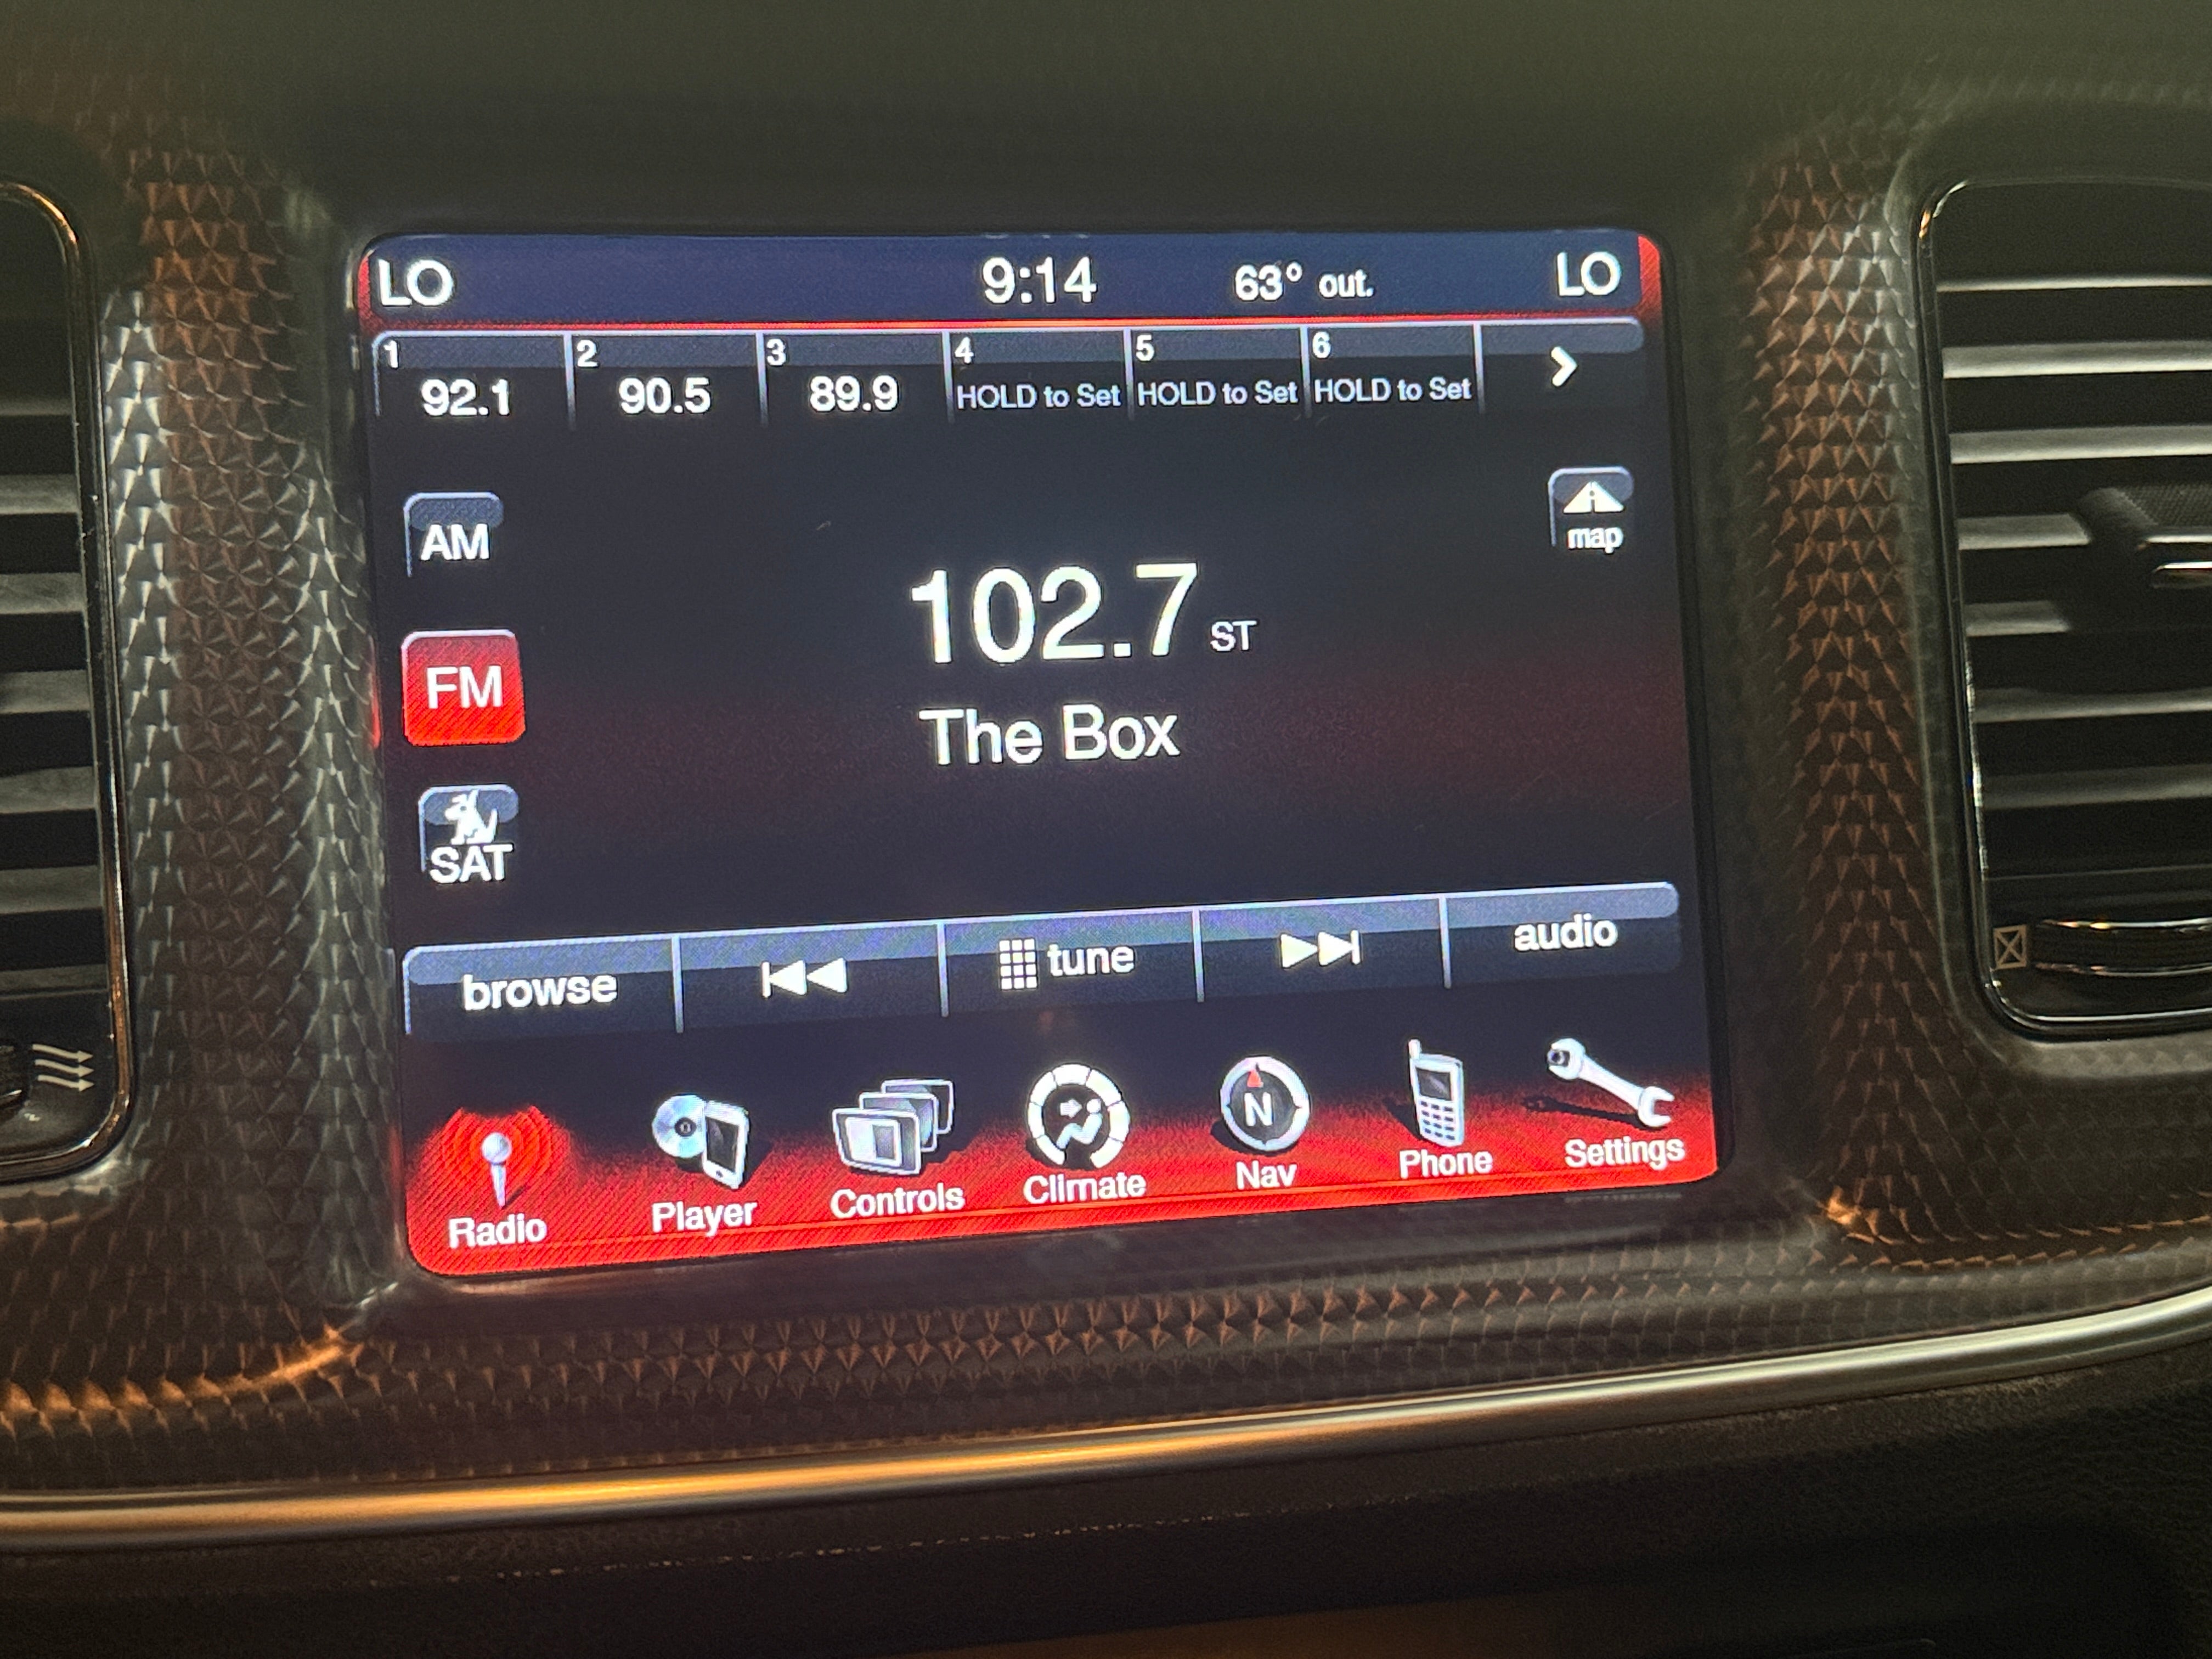 LO 9:14 63° out. LO
1 2 3 4 5 6
92.1 90.5 89.9 HOLD to Set HOLD to Set HOLD to Set
AM
map
102.7 ST
FM
The Box
SAT
browse tune audio
N
Radio Player Controls Climate Nav Phone Settings